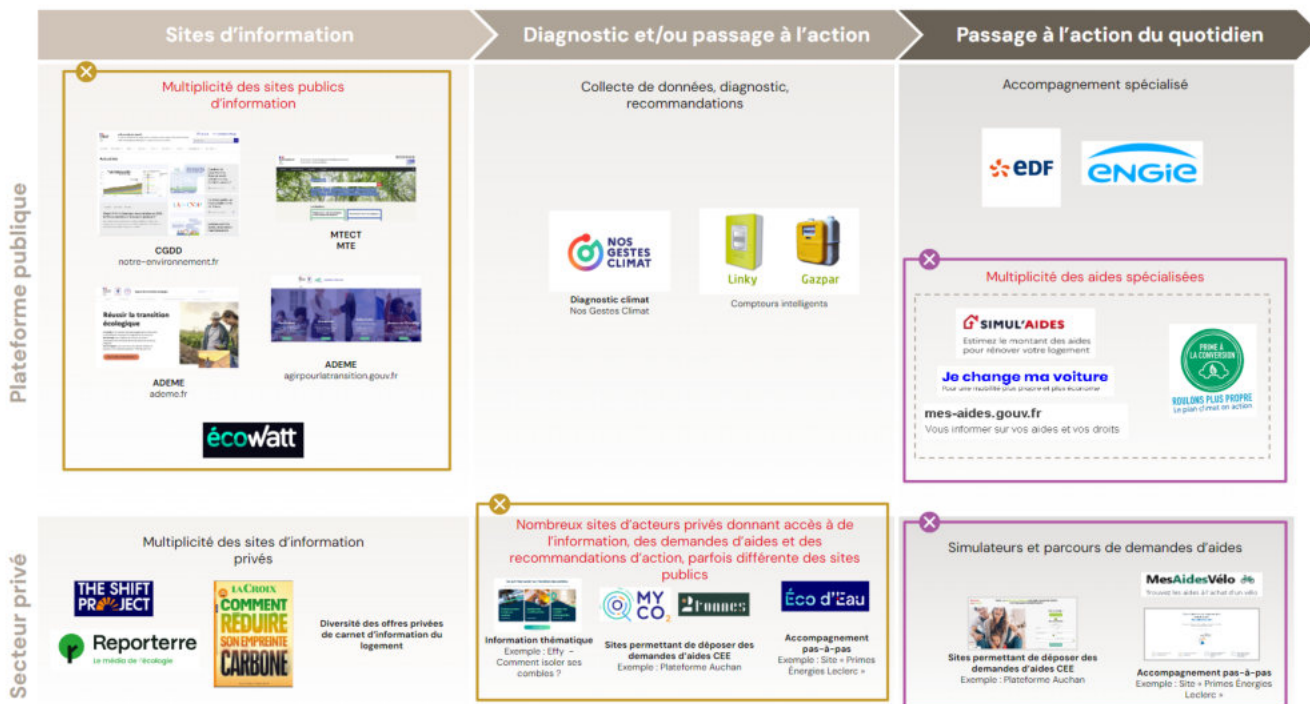 Sites d'information
Diagnostic et/ou passage à l'action
Passage à l'action du quotidien
Plateforme publique
Multiplicité des sites publics
d'information
CGDD
notre-environnement.fr
MTECT
MTE
Réussir la transition
écologique
ADEME
ademe.fr
ADEME
agirpourlatransition.gouv.fr
écowatt
Collecte de données, diagnostic,
recommandations
NOS
GESTES
CLIMAT
Diagnostic climat
Nos Gestes Climat
Linky
Gazpar
Compteurs intelligents
Accompagnement spécialisé
eDF
ENGiE
Multiplicité des aides spécialisées
SIMUL'AIDES
Estimez le montant des aides
pour rénover votre logement
Je change ma voiture
Pour une mobilité plus propre et plus économe
mes-aides.gouv.fr
Vous informer sur vos aides et vos droits
PRIME À
LA CONVERSION
ROULONS PLUS PROPRE
Le plan climat en action
Secteur privé
Multiplicité des sites d'information
privés
THE SHIFT
PROJECT
Reporterre
Le média de l'écologie
LA CROIX
COMMENT
RÉDUIRE
SON EMPREINTE
CARBONE
Diversité des offres privées
de carnet d'information du
logement
Nombreux sites d'acteurs privés donnant accès à de
l'information, des demandes d'aides et des
recommandations d'action, parfois différente des sites
publics
Information thématique
Exemple : Effy –
Comment isoler ses
combles ?
MY
CO2
2tonnes
Sites permettant de déposer des
demandes d'aides CEE
Exemple : Plateforme Auchan
Éco d'Eau
Accompagnement
pas-à-pas
Exemple : Site « Primes
Énergies Leclerc »
Simulateurs et parcours de demandes d'aides
Sites permettant de déposer des
demandes d'aides CEE
Exemple : Plateforme Auchan
MesAidesVélo
Trouvez les aides à l'achat d'un vélo
Accompagnement pas-à-pas
Exemple : Site « Primes Énergies
Leclerc »